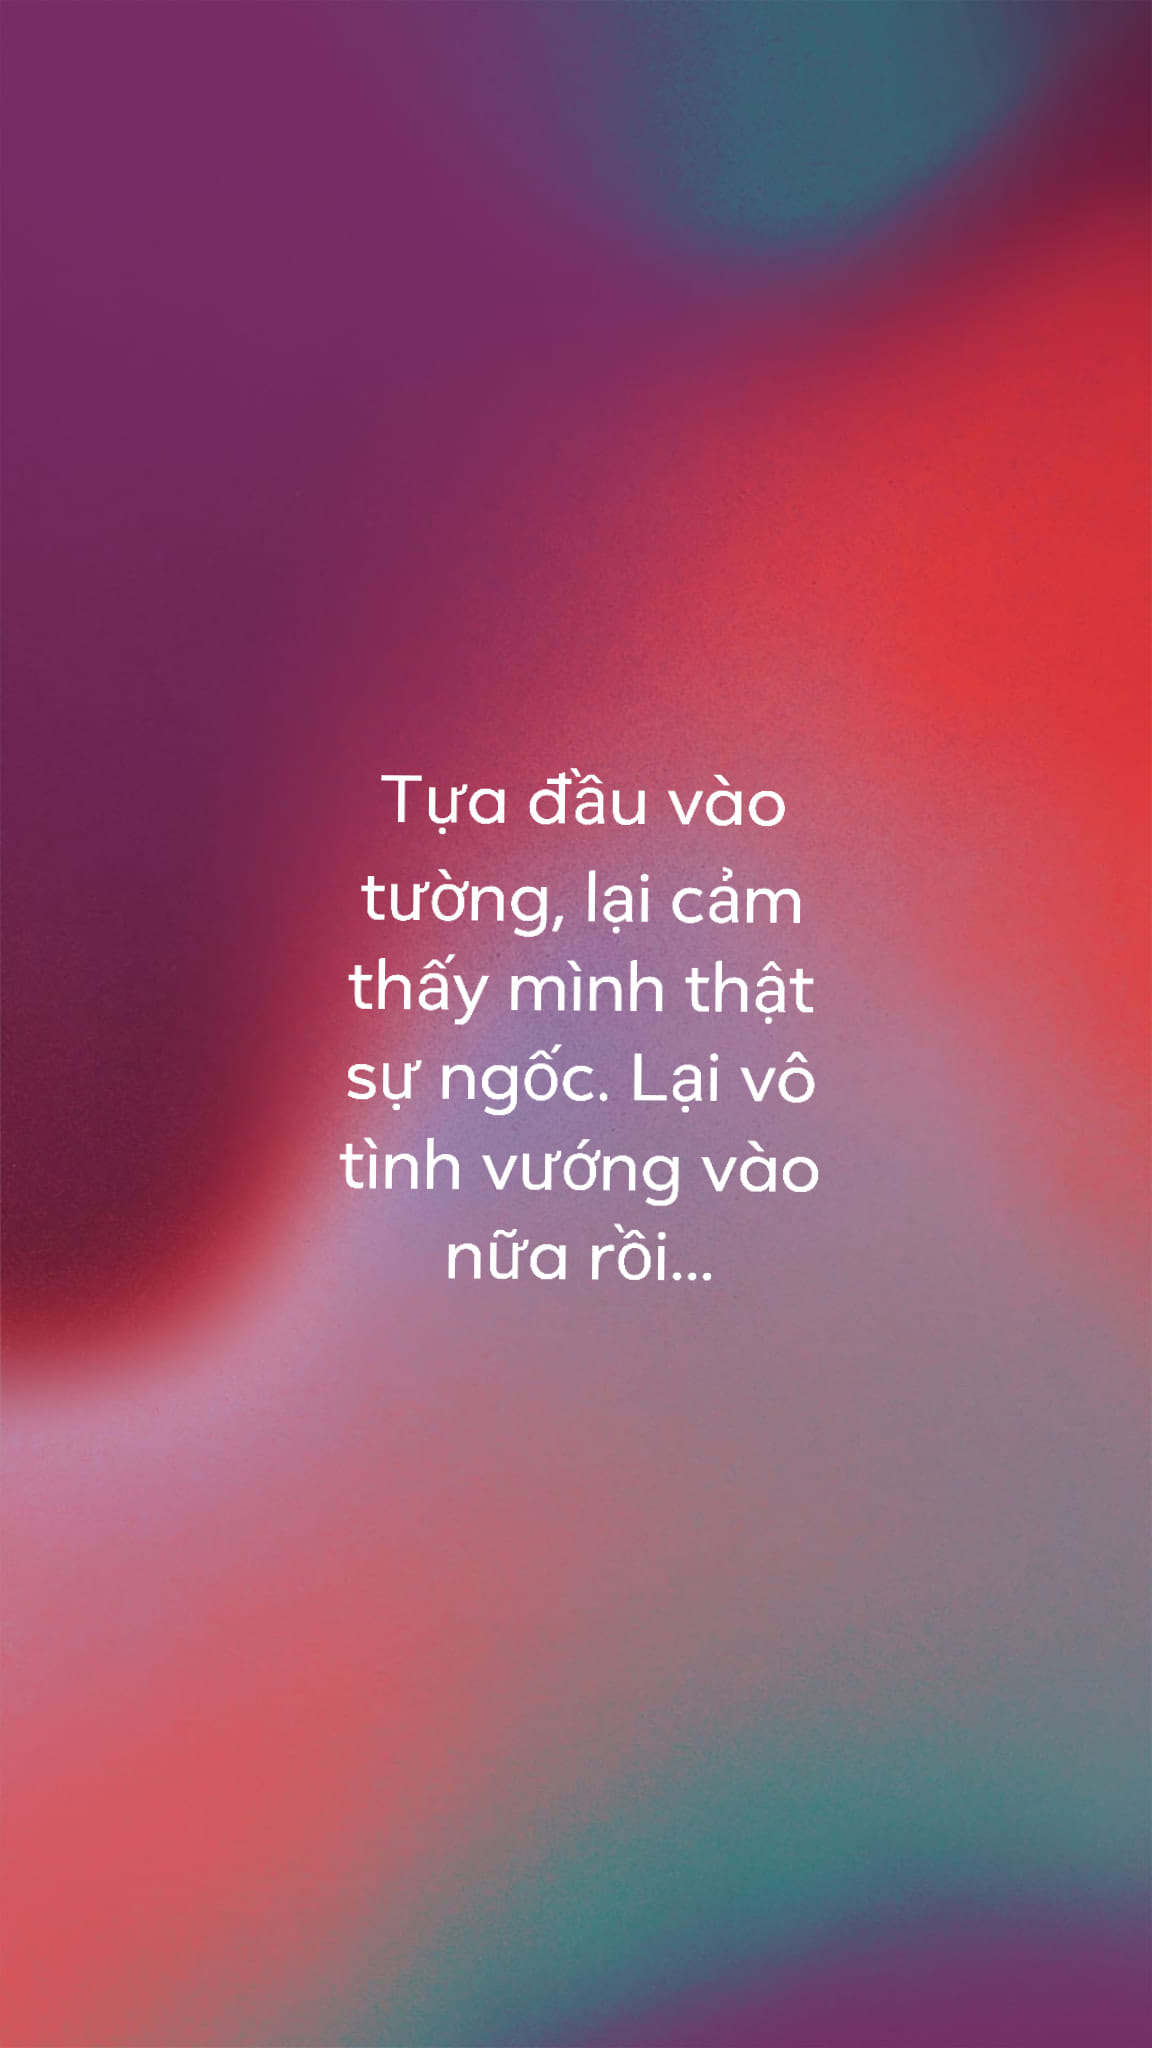 Tựa đầu vào
tường, lại cảm
thấy mình thật
sự ngốc. Lại vô
tình vướng vào
nữa rồi...